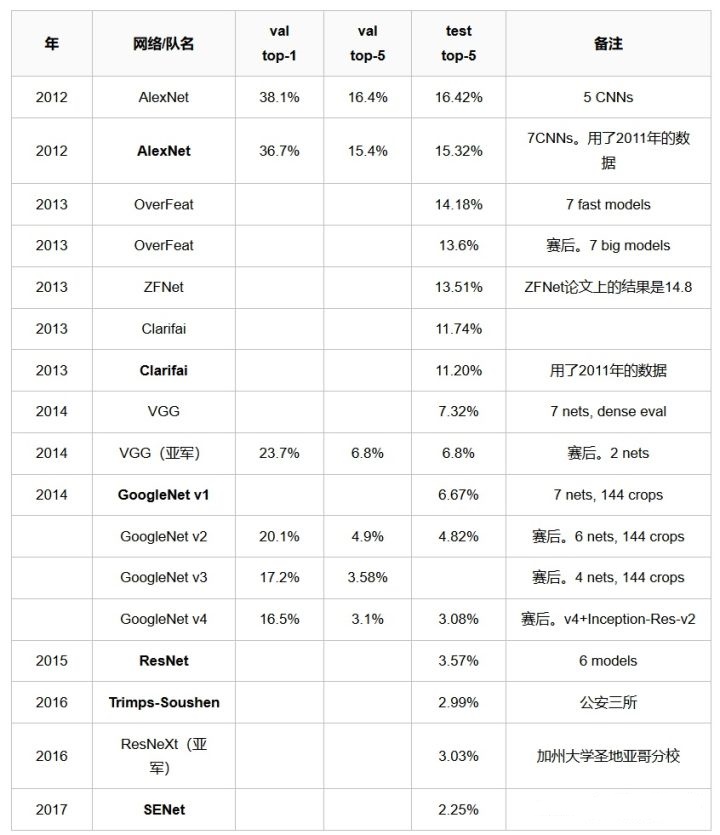 年 网络/队名 val top-1 val top-5 test top-5 备注
2012 AlexNet 38.1% 16.4% 16.42% 5 CNNs
2012 AlexNet 36.7% 15.4% 15.32% 7CNNs。用了2011年的数
据
2013 OverFeat 14.18% 7 fast models
2013 OverFeat 13.6% 赛后。7 big models
2013 ZFNet 13.51% ZFNet论文上的结果是14.8
2013 Clarifai 11.74%
2013 Clarifai 11.20% 用了2011年的数据
2014 VGG 7.32% 7 nets, dense eval
2014 VGG（亚军） 23.7% 6.8% 6.8% 赛后。2 nets
2014 GoogleNet v1 6.67% 7 nets, 144 crops
GoogleNet v2 20.1% 4.9% 4.82% 赛后。6 nets, 144 crops
GoogleNet v3 17.2% 3.58% 赛后。4 nets, 144 crops
GoogleNet v4 16.5% 3.1% 3.08% 赛后。v4+Inception-Res-v2
2015 ResNet 3.57% 6 models
2016 Trimps-Soushen 2.99% 公安三所
2016 ResNeXt（亚
军） 3.03% 加州大学圣地亚哥分校
2017 SENet 2.25%